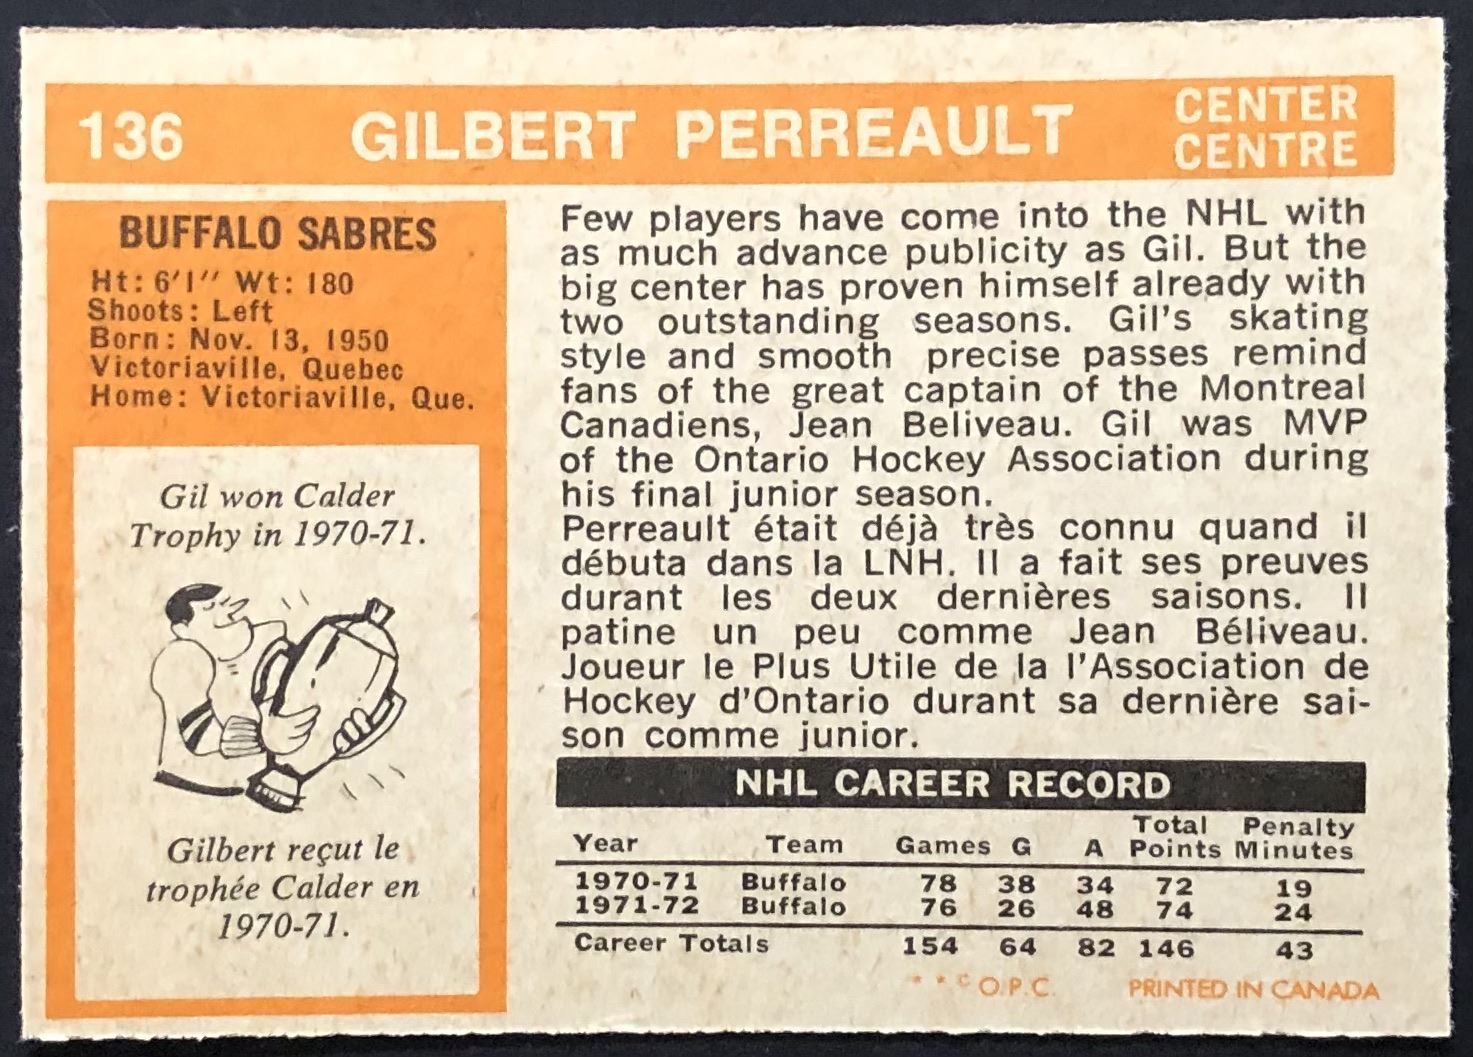 136 GILBERT PERREAULT CENTER
CENTRE
BUFFALO SABRES
Ht: 6'1" Wt: 180
Shoots: Left
Born: Nov. 13, 1950
Victoriaville, Quebec
Home: Victoriaville, Que.
Gil won Calder
Trophy in 1970-71.
Gilbert reçut le
trophée Calder en
1970-71.
Few players have come into the NHL with
as much advance publicity as Gil. But the
big center has proven himself already with
two outstanding seasons. Gil's skating
style and smooth precise passes remind
fans of the great captain of the Montreal
Canadiens, Jean Beliveau. Gil was MVP
of the Ontario Hockey Association during
his final junior season.
Perreault était déjà très connu quand il
débuta dans la LNH. Il a fait ses preuves
durant les deux dernières saisons. Il
patine un peu comme Jean Béliveau.
Joueur le Plus Utile de la l'Association de
Hockey d'Ontario durant sa dernière sai-
son comme junior.
NHL CAREER RECORD
Year Team Games G A Total Points Penalty Minutes
1970-71 Buffalo 78 38 34 72 19
1971-72 Buffalo 76 26 48 74 24
Career Totals 154 64 82 146 43
* * © O.P.C. PRINTED IN CANADA